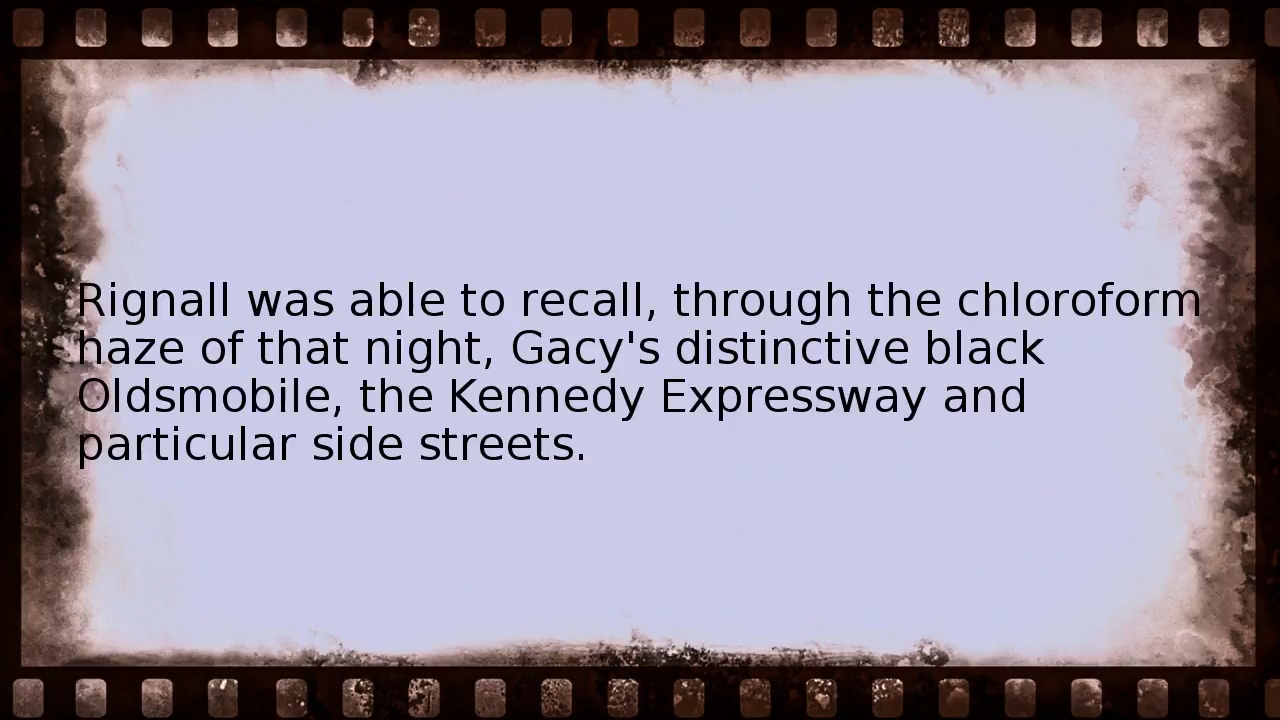 Rignall was able to recall, through the chloroform
haze of that night, Gacy's distinctive black
Oldsmobile, the Kennedy Expressway and
particular side streets.